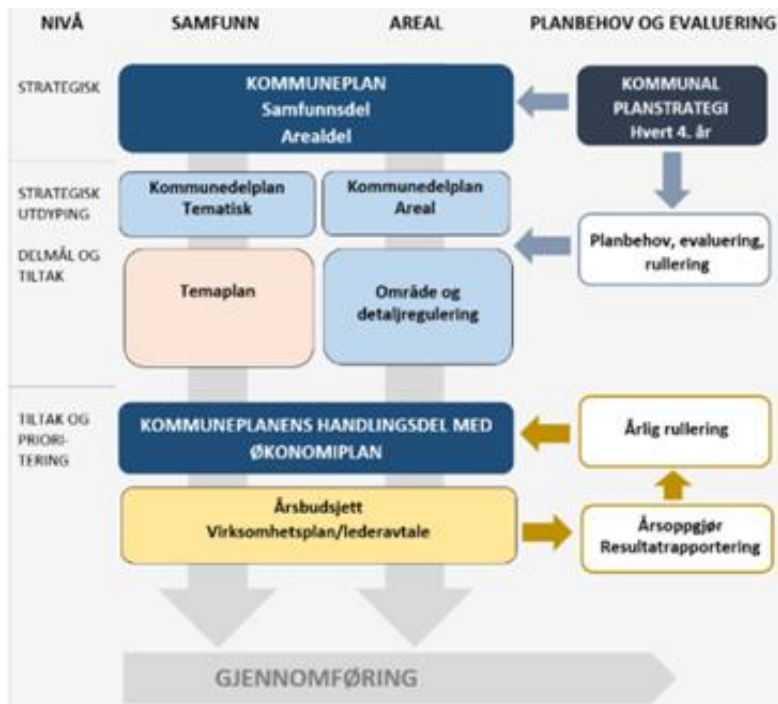 NIVÅ
SAMFUNN
AREAL
PLANBEHOV OG EVALUERING
STRATEGISK
KOMMUNEPLAN
Samfunnsdel
Arealdel
KOMMUNAL
PLANSTRATEGI
Hvert 4. år
STRATEGISK
UTDYPING
Kommunedelplan
Tematisk
Kommunedelplan
Areal
Planbehov, evaluering,
rullering
DELMÅL OG
TILTAK
Temaplan
Område og
detaljregulering
TILTAK OG
PRIORI-
TERING
KOMMUNEPLANENS HANDLINGSDEL MED
ØKONOMIPLAN
Årlig rullering
Årsbudsjett
Virksomhetsplan/lederavtale
Årsoppgjør
Resultatrapportering
GJENNOMFØRING